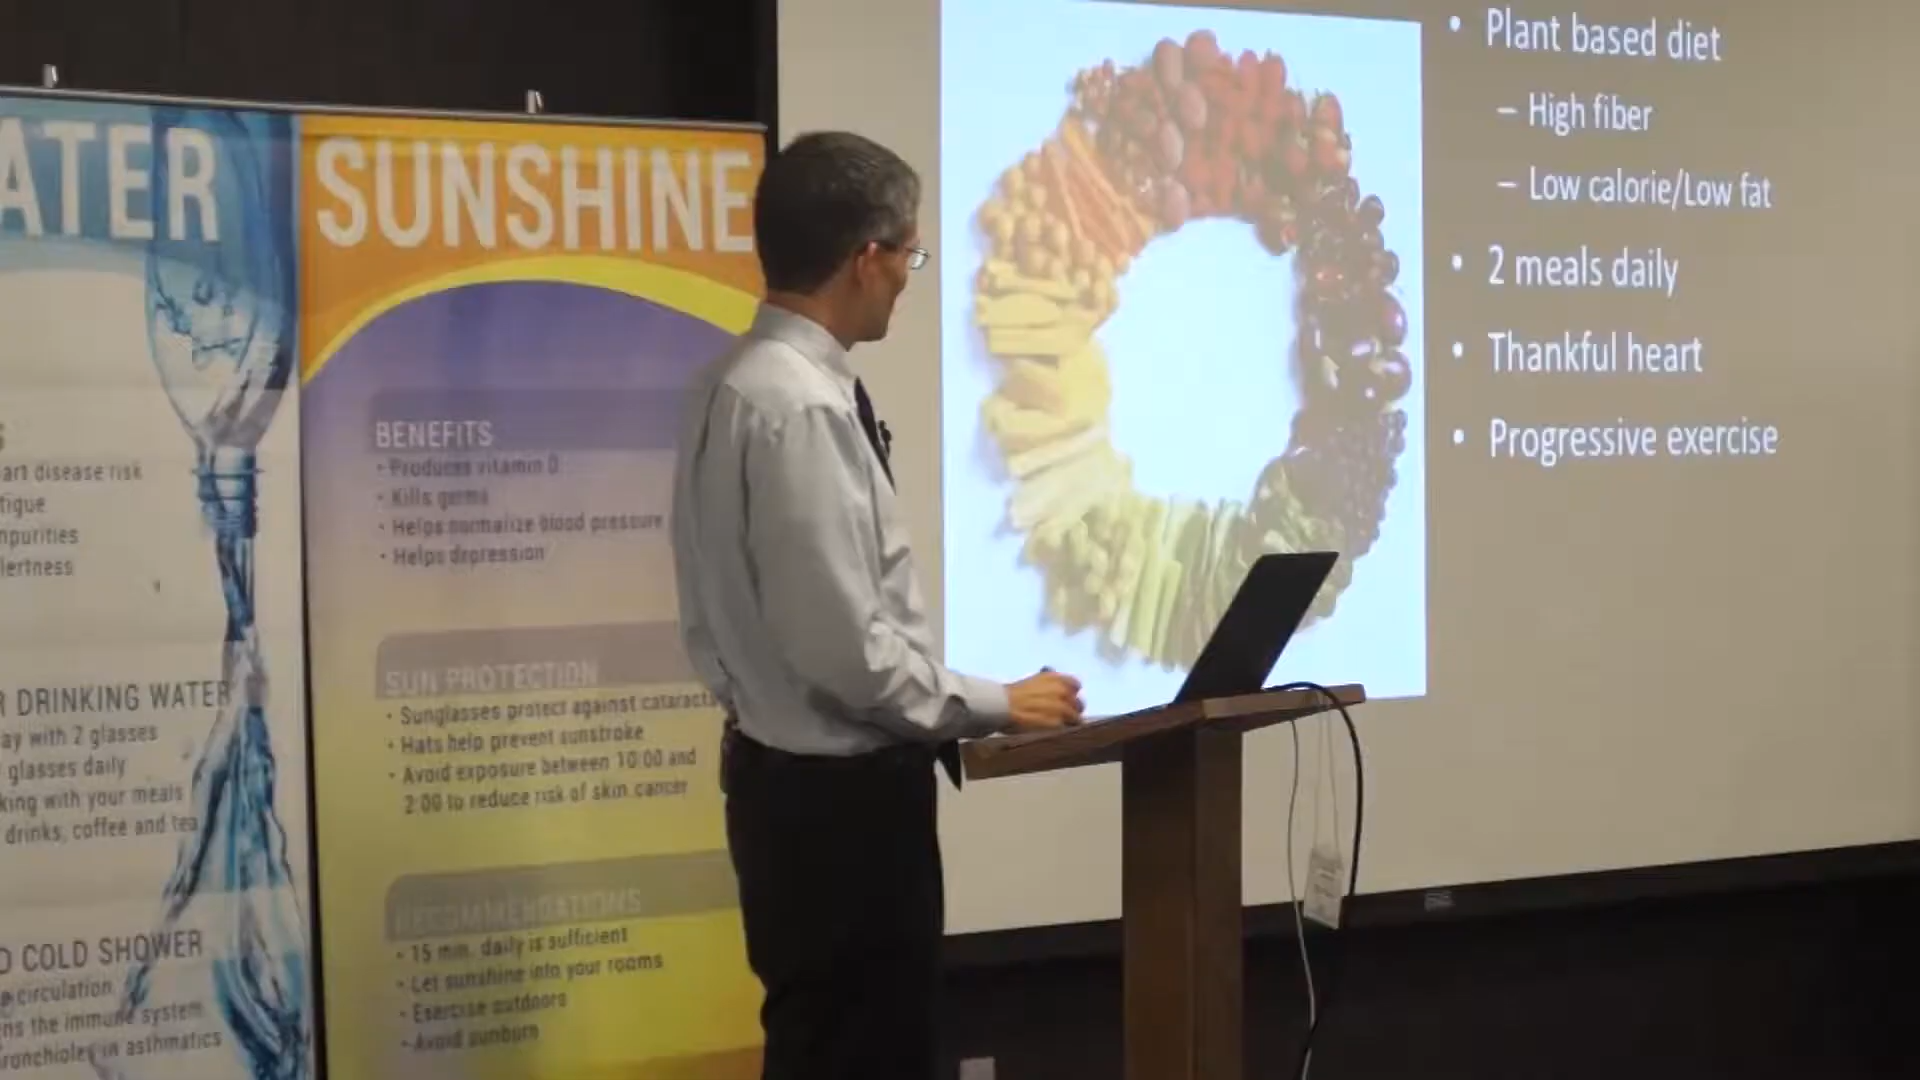 ATER
S
art disease risk
tigue
mpurities
lertness
R DRINKING WATER
ay with 2 glasses
glasses daily
king with your meals
drinks, coffee and tea
D COLD SHOWER
circulation
ens the immune system
bronchioles in asthmatics
SUNSHINE
BENEFITS
• Produces vitamin D
• Kills germs
• Helps normalize blood pressure
• Helps depression
SUN PROTECTION
• Sunglasses protect against cataracts
• Hats help prevent sunstroke
• Avoid exposure between 10:00 and
2:00 to reduce risk of skin cancer
RECOMMENDATIONS
• 15 min. daily is sufficient
• Let sunshine into your rooms
• Exercise outdoors
• Avoid sunburn
• Plant based diet
– High fiber
– Low calorie/Low fat
• 2 meals daily
• Thankful heart
• Progressive exercise